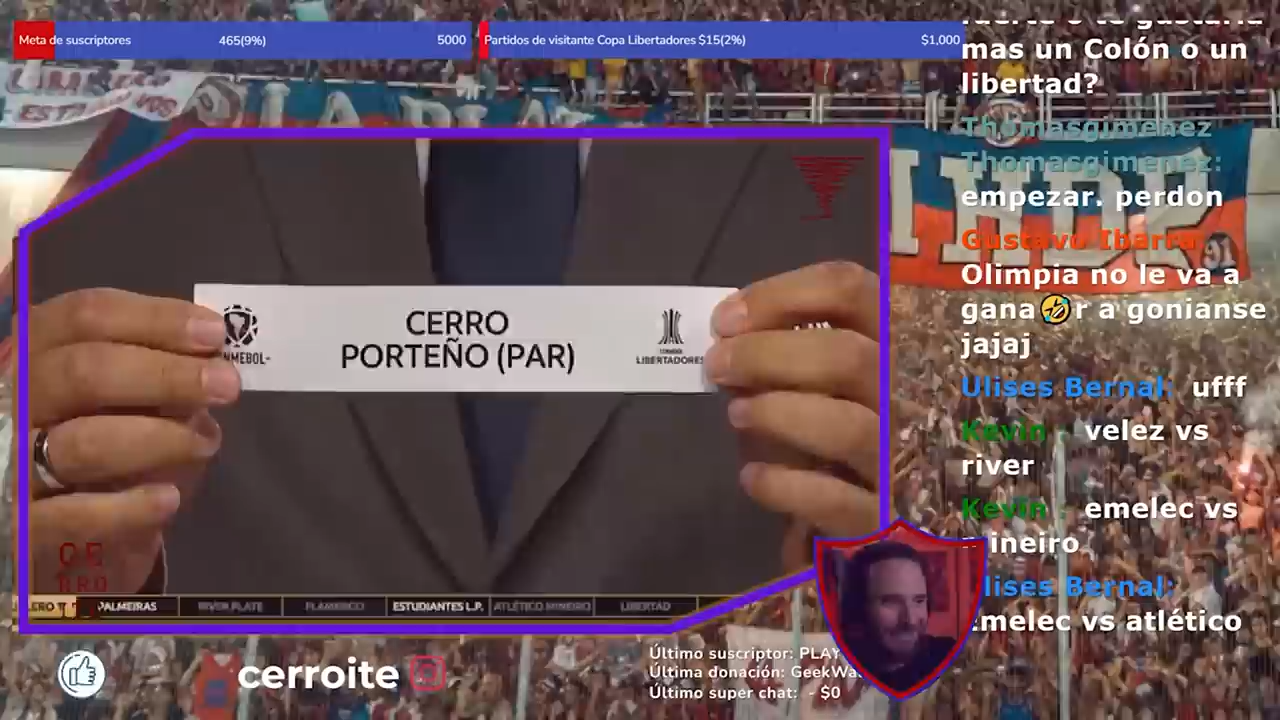 Meta de suscriptores 465(9%) 5000
Partidos de visitante Copa Libertadores $15(2%) $1,000
mas un Colón o un
libertad?
Thomasgimenez
Thomasgimenez:
empezar. perdon
Gustavo Ibarra
Olimpia no le va a
gana🤣r a gonianse
jajaj
Ulises Bernal: ufff
Kevin : velez vs
river
Kevin : emelec vs
mineiro
Ulises Bernal:
emelec vs atlético
CERRO
PORTEÑO (PAR)
LIBERTADORES
PALMEIRAS
RIVER PLATE
FLAMENGO
ESTUDIANTES L.P.
ATLÉTICO MINEIRO
LIBERTAD
cerroite
Último suscriptor: PLAY
Última donación: GeekWa
Último super chat: - $0